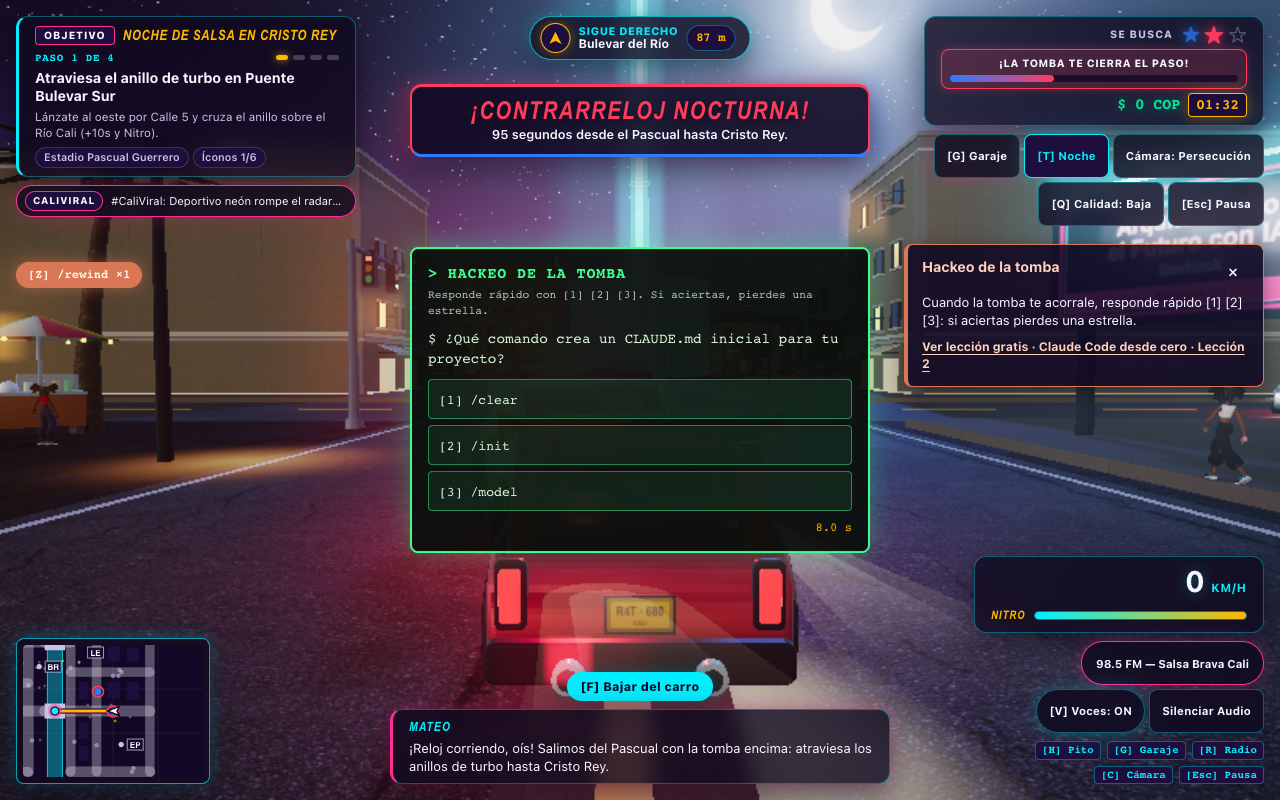 OBJETIVO NOCHE DE SALSA EN CRISTO REY
PASO 1 DE 4
Atraviesa el anillo de turbo en Puente
Bulevar Sur
Lánzate al oeste por Calle 5 y cruza el anillo sobre el
Río Cali (+10s y Nitro).
Estadio Pascual Guerrero Íconos 1/6
CALIVIRAL #CaliViral: Deportivo neón rompe el radar...
[Z] /rewind ×1
SIGUE DERECHO
Bulevar del Río
87 m
¡CONTRARRELOJ NOCTURNA!
95 segundos desde el Pascual hasta Cristo Rey.
SE BUSCA
¡LA TOMBA TE CIERRA EL PASO!
$ 0 COP 01:32
[G] Garaje [T] Noche Cámara: Persecución
[Q] Calidad: Baja [Esc] Pausa
el Futuro con IA
DevHack
Hackeo de la tomba ×
Cuando la tomba te acorrale, responde rápido [1] [2]
[3]: si aciertas pierdes una estrella.
Ver lección gratis · Claude Code desde cero · Lección
2
> HACKEO DE LA TOMBA
Responde rápido con [1] [2] [3]. Si aciertas, pierdes una
estrella.
$ ¿Qué comando crea un CLAUDE.md inicial para tu
proyecto?
[1] /clear
[2] /init
[3] /model
8.0 s
R4T · 680
CALI
[F] Bajar del carro
MATEO
¡Reloj corriendo, oís! Salimos del Pascual con la tomba encima: atraviesa los
anillos de turbo hasta Cristo Rey.
LE
BR
EP
0 KM/H
NITRO
98.5 FM — Salsa Brava Cali
[V] Voces: ON Silenciar Audio
[H] Pito [G] Garaje [R] Radio
[C] Cámara [Esc] Pausa